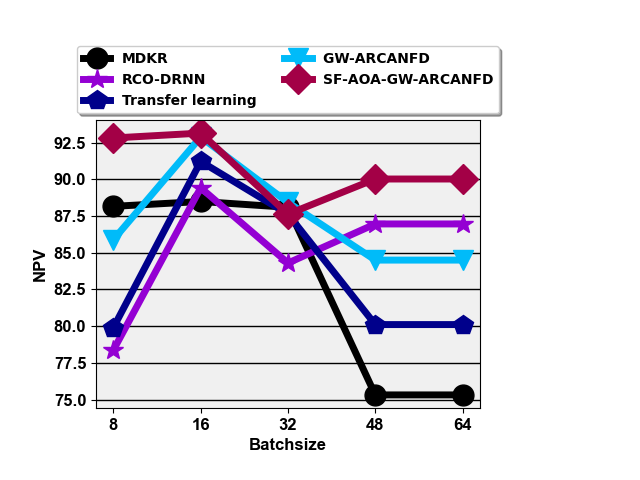 MDKR
RCO-DRNN
Transfer learning
GW-ARCANFD
SF-AOA-GW-ARCANFD
92.5
90.0
87.5
85.0
82.5
80.0
77.5
75.0
NPV
8 16 32 48 64
Batchsize